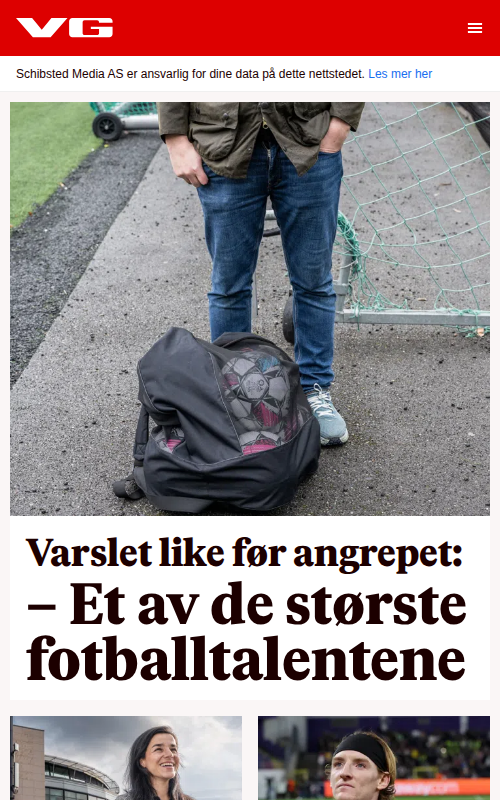 VG
Schibsted Media AS er ansvarlig for dine data på dette nettstedet. Les mer her
Varslet like før angrepet:
– Et av de største
fotballtalentene